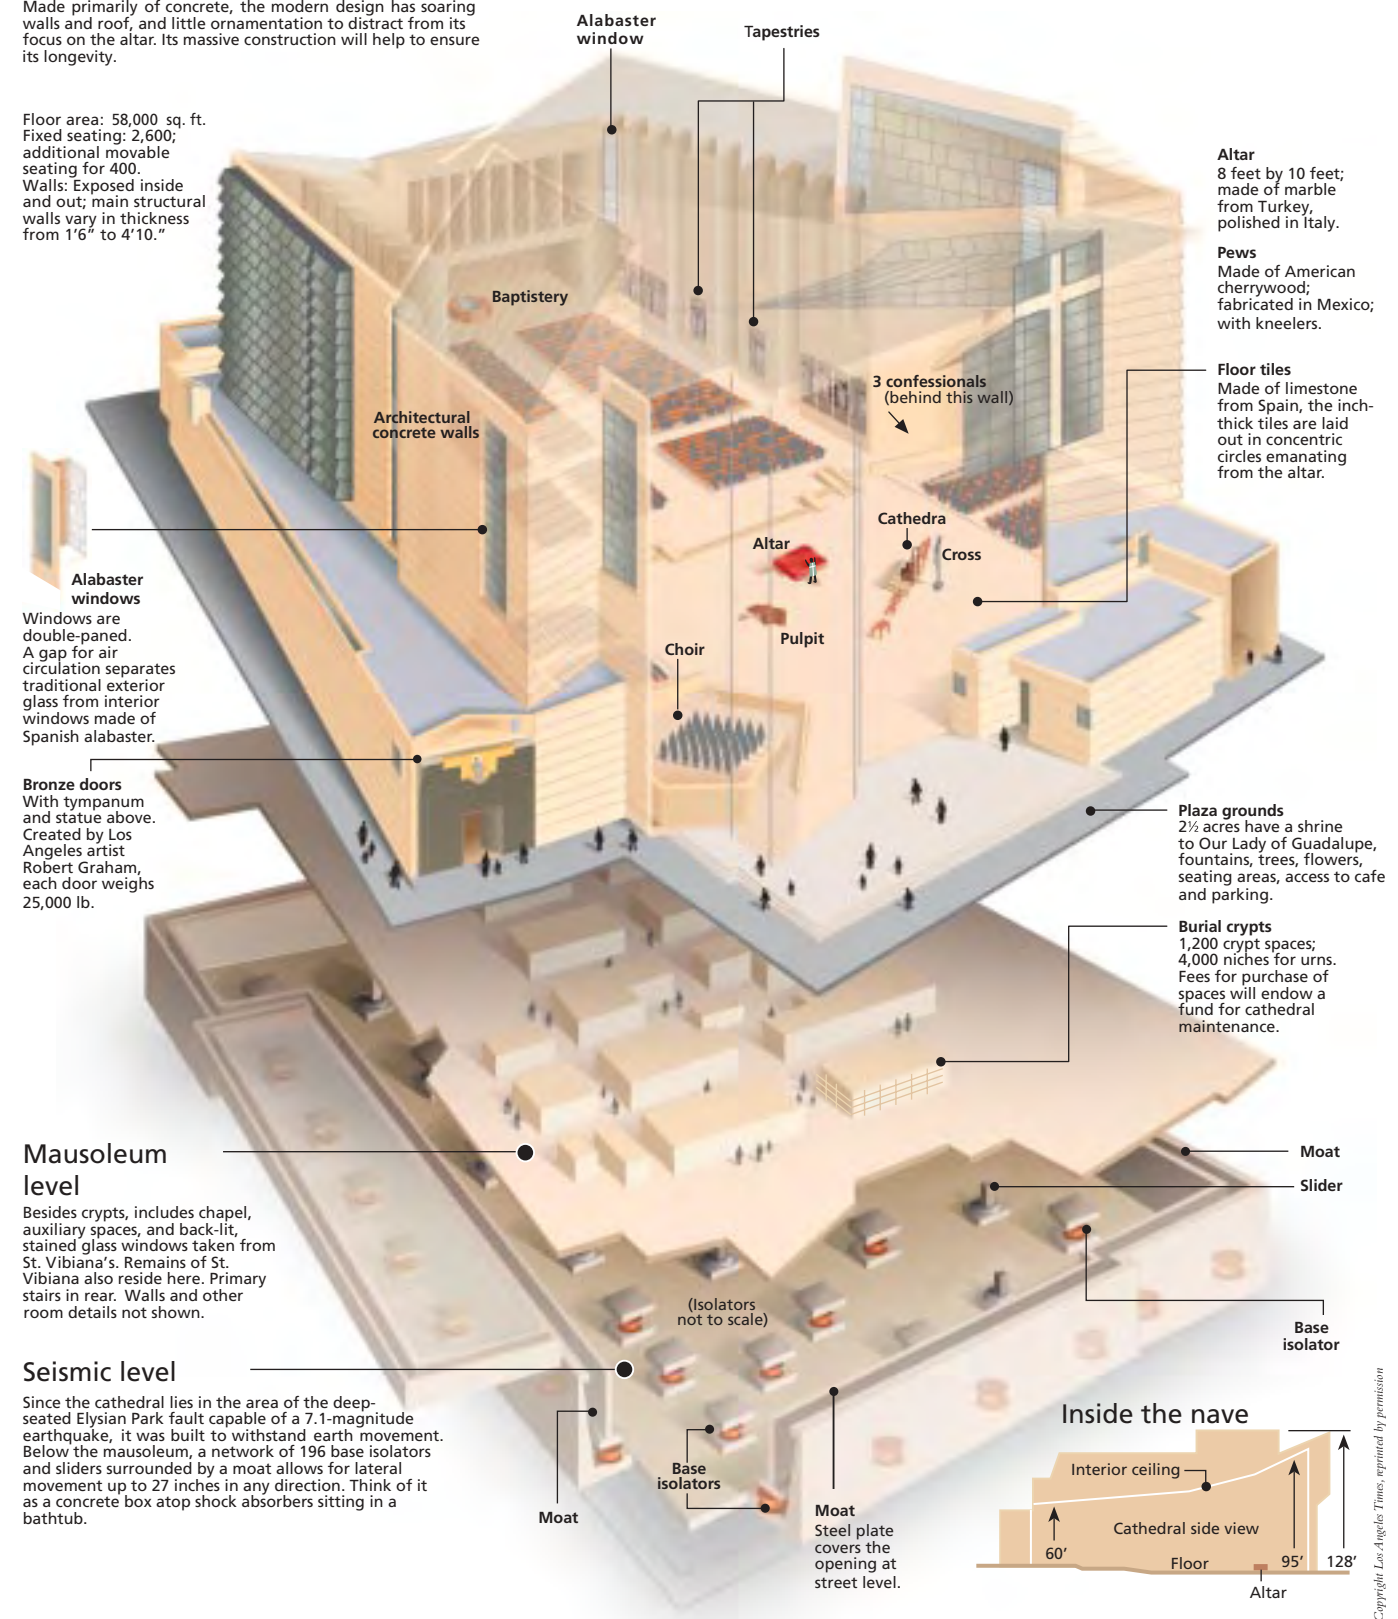 Made primarily of concrete, the modern design has soaring
walls and roof, and little ornamentation to distract from its
focus on the altar. Its massive construction will help to ensure
its longevity.
Floor area: 58,000 sq. ft.
Fixed seating: 2,600;
additional movable
seating for 400.
Walls: Exposed inside
and out; main structural
walls vary in thickness
from 1’6” to 4’10.”
Alabaster
window
Tapestries
Altar
8 feet by 10 feet;
made of marble
from Turkey,
polished in Italy.
Pews
Made of American
cherrywood;
fabricated in Mexico;
with kneelers.
Floor tiles
Made of limestone
from Spain, the inch-
thick tiles are laid
out in concentric
circles emanating
from the altar.
Baptistery
3 confessionals
(behind this wall)
Architectural
concrete walls
Cathedra
Altar
Cross
Pulpit
Choir
Alabaster
windows
Windows are
double-paned.
A gap for air
circulation separates
traditional exterior
glass from interior
windows made of
Spanish alabaster.
Bronze doors
With tympanum
and statue above.
Created by Los
Angeles artist
Robert Graham,
each door weighs
25,000 lb.
Plaza grounds
2½ acres have a shrine
to Our Lady of Guadalupe,
fountains, trees, flowers,
seating areas, access to cafe
and parking.
Burial crypts
1,200 crypt spaces;
4,000 niches for urns.
Fees for purchase of
spaces will endow a
fund for cathedral
maintenance.
Mausoleum
level
Besides crypts, includes chapel,
auxiliary spaces, and back-lit,
stained glass windows taken from
St. Vibiana’s. Remains of St.
Vibiana also reside here. Primary
stairs in rear. Walls and other
room details not shown.
Moat
Slider
(Isolators
not to scale)
Base
isolator
Seismic level
Since the cathedral lies in the area of the deep-
seated Elysian Park fault capable of a 7.1-magnitude
earthquake, it was built to withstand earth movement.
Below the mausoleum, a network of 196 base isolators
and sliders surrounded by a moat allows for lateral
movement up to 27 inches in any direction. Think of it
as a concrete box atop shock absorbers sitting in a
bathtub.
Moat
Base
isolators
Moat
Steel plate
covers the
opening at
street level.
Inside the nave
Interior ceiling
Cathedral side view
60’
Floor
95’
128’
Altar
Copyright Los Angeles Times, reprinted by permission